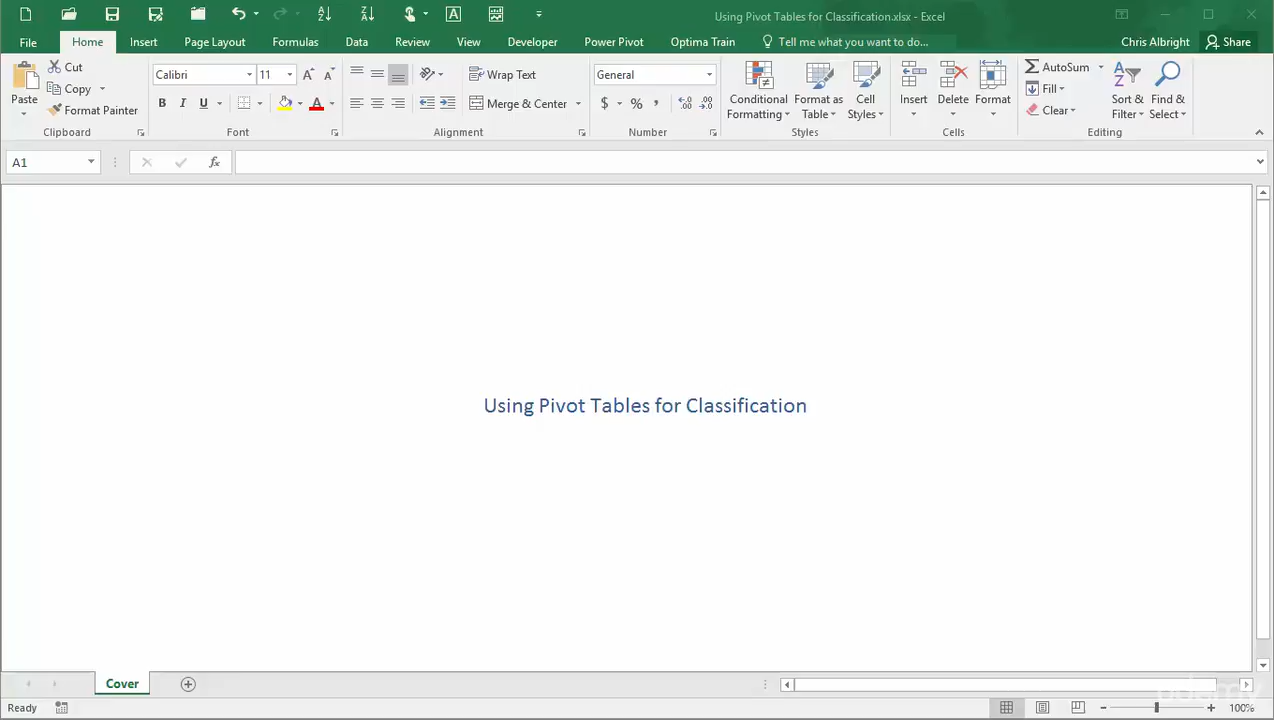 Using Pivot Tables for Classification.xlsx - Excel
File Home Insert Page Layout Formulas Data Review View Developer Power Pivot Optima Train Tell me what you want to do... Chris Albright Share
Paste
Cut
Copy
Format Painter
Clipboard
Calibri 11
B I U
Font
Wrap Text
Merge & Center
Alignment
General
$ % ,
Number
Conditional Formatting
Format as Table
Cell Styles
Styles
Insert
Delete
Format
Cells
AutoSum
Fill
Clear
Sort & Filter
Find & Select
Editing
A1
fx
Using Pivot Tables for Classification
Cover
udemy
Ready
100%